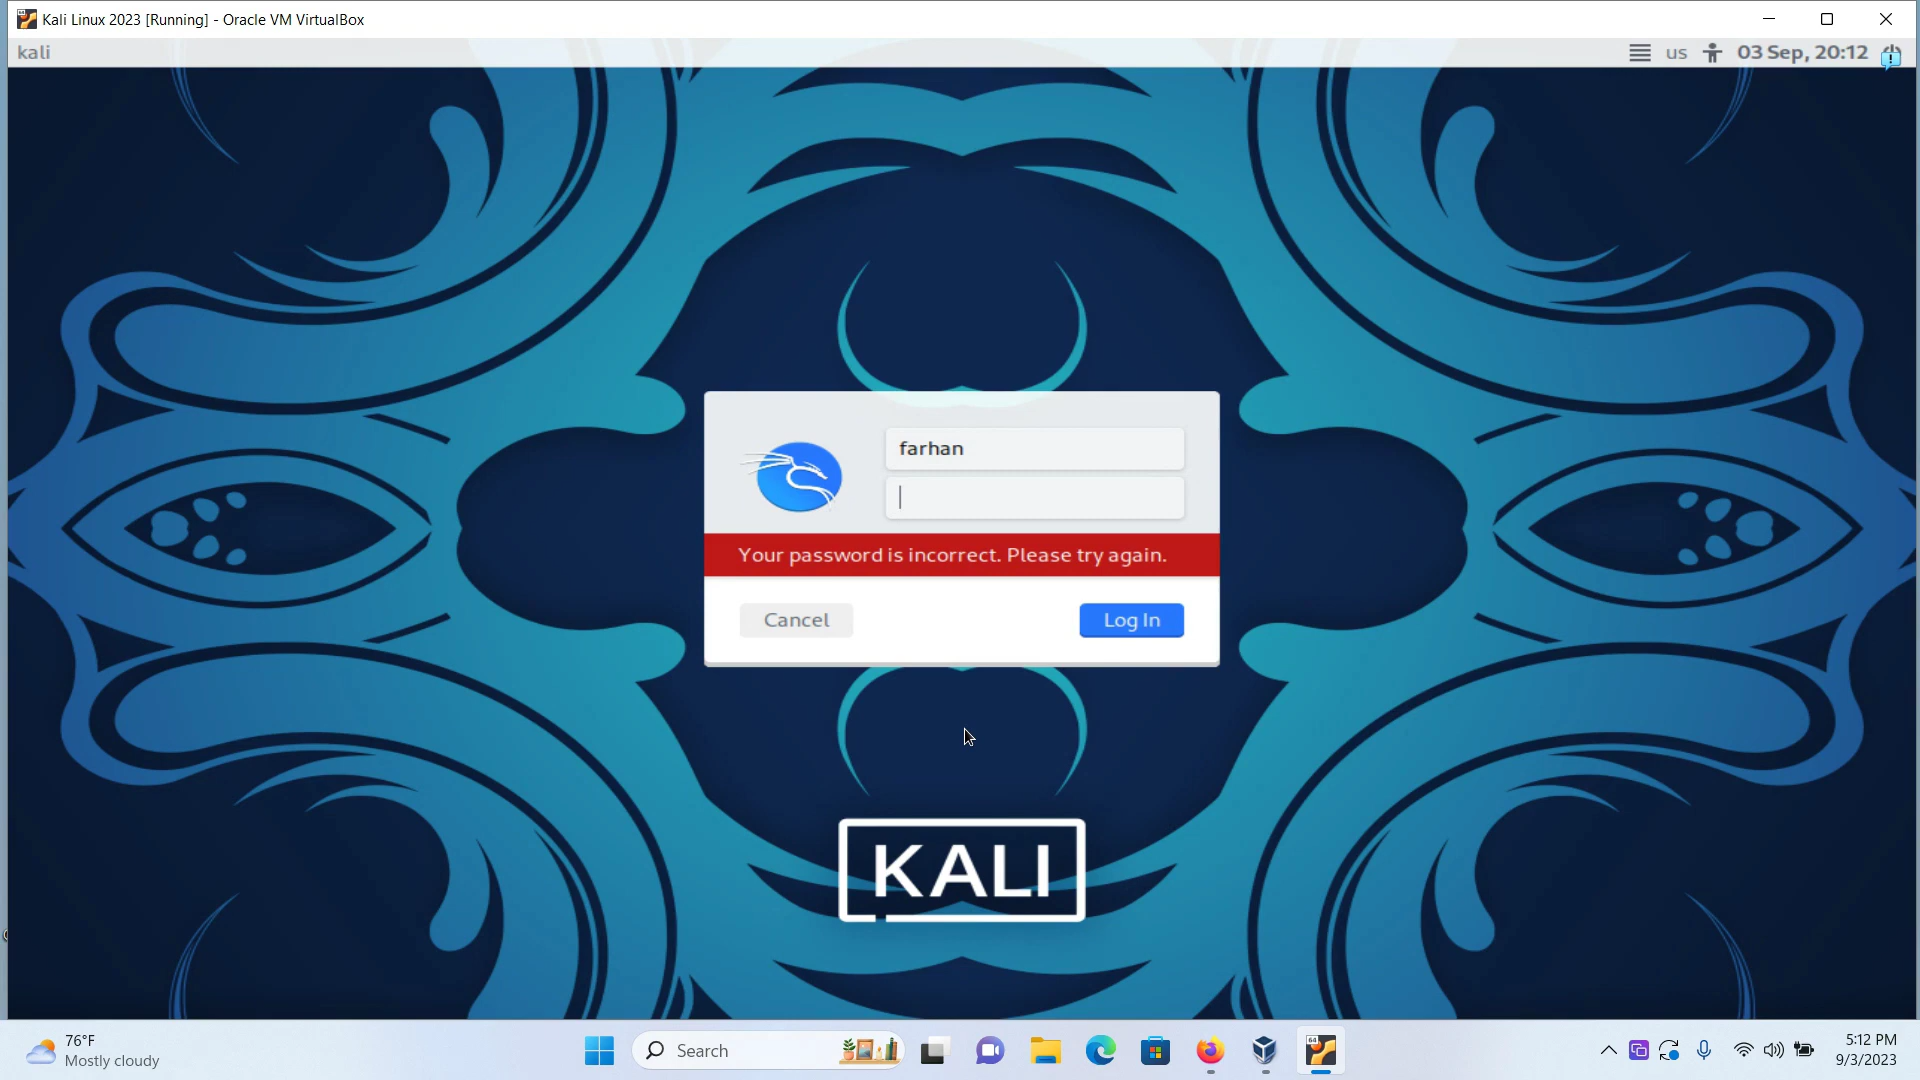 Kali Linux 2023 [Running] - Oracle VM VirtualBox
kali
us
03 Sep, 20:12
farhan
Your password is incorrect. Please try again.
Cancel
Log In
KALI
76°F
Mostly cloudy
Search
64
5:12 PM
9/3/2023